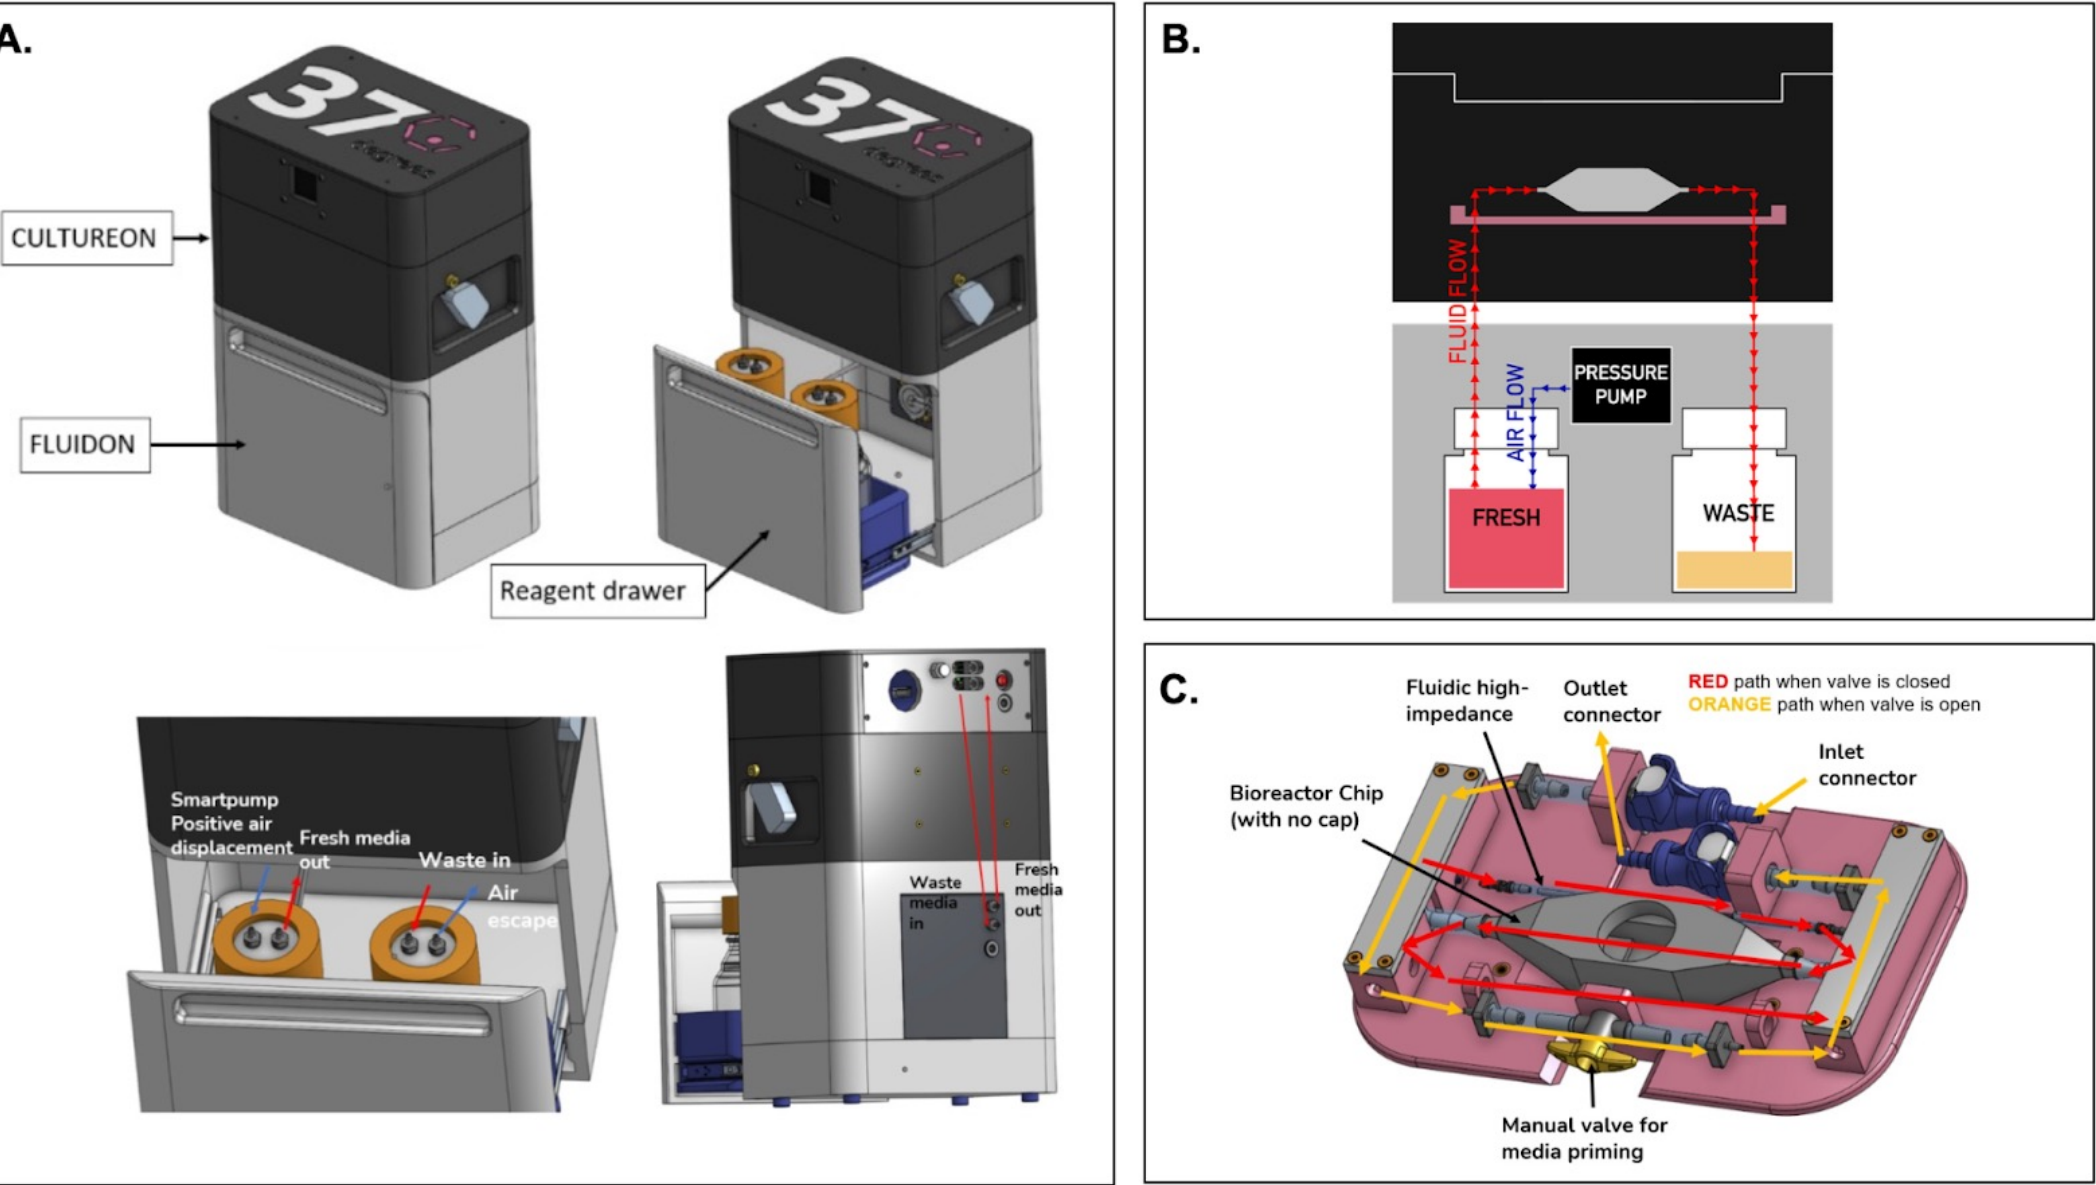 A.
37
degrees
37
degrees
CULTUREON
FLUIDON
Reagent drawer
Smartpump
Positive air
displacement
Fresh media
out
Waste in
Air
escape
Waste
media
in
Fresh
media
out
B.
FLUID FLOW
AIR FLOW
PRESSURE
PUMP
FRESH
WASTE
C.
Fluidic high-
impedance
Outlet
connector
RED path when valve is closed
ORANGE path when valve is open
Inlet
connector
Bioreactor Chip
(with no cap)
Manual valve for
media priming